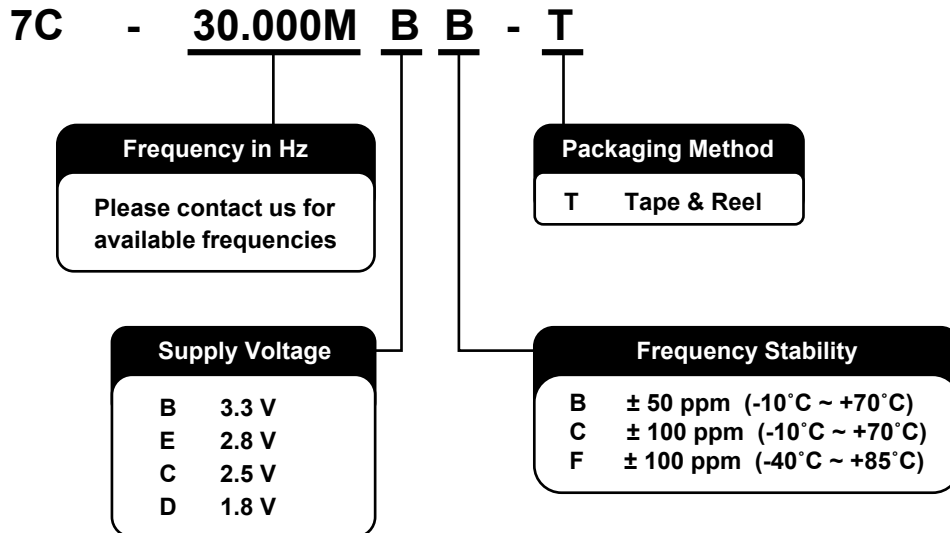 7C - 30.000M B B - T
Frequency in Hz
Please contact us for
available frequencies
Packaging Method
T Tape & Reel
Supply Voltage
B 3.3 V
E 2.8 V
C 2.5 V
D 1.8 V
Frequency Stability
B ± 50 ppm (-10˚C ~ +70˚C)
C ± 100 ppm (-10˚C ~ +70˚C)
F ± 100 ppm (-40˚C ~ +85˚C)